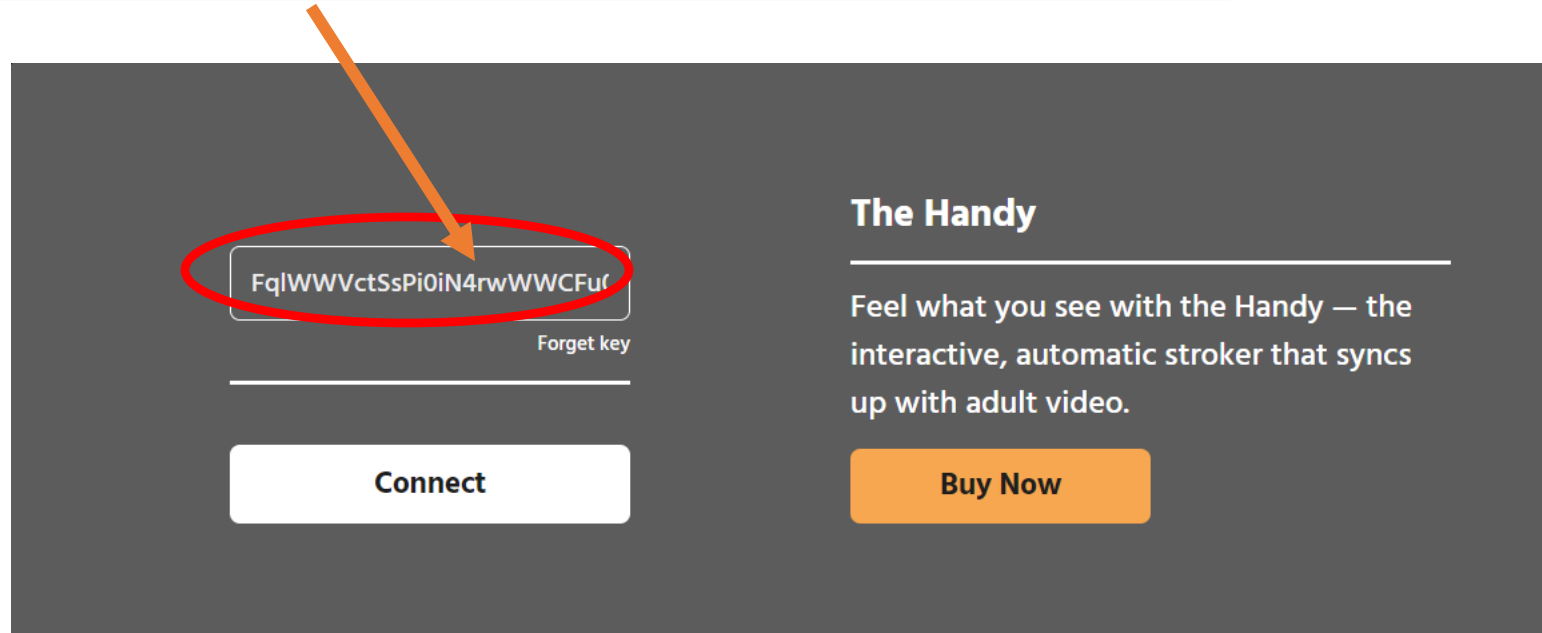 FqlWWVctSsPi0iN4rwWWCFu
Forget key
Connect
The Handy
Feel what you see with the Handy — the
interactive, automatic stroker that syncs
up with adult video.
Buy Now